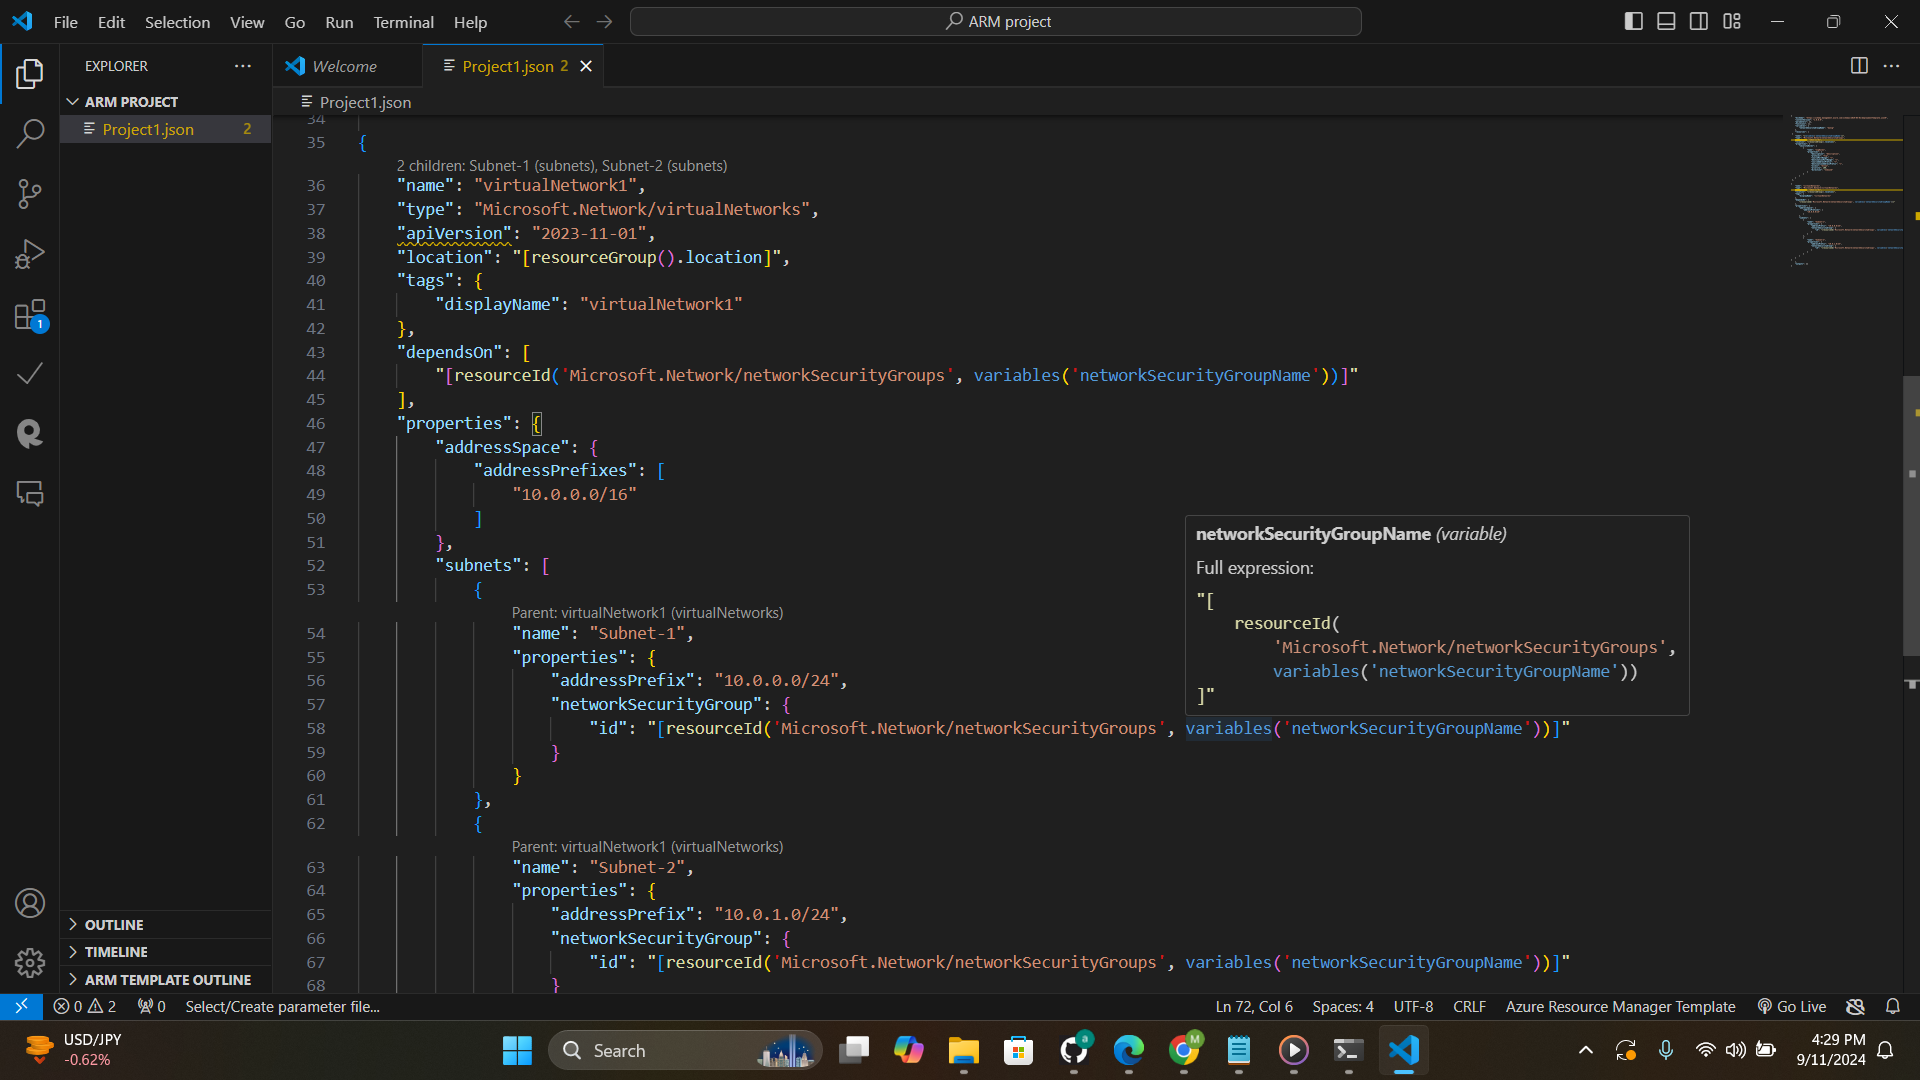 File Edit Selection View Go Run Terminal Help
ARM project
EXPLORER
Welcome
Project1.json 2
ARM PROJECT
Project1.json
Project1.json 2
34
35 {
2 children: Subnet-1 (subnets), Subnet-2 (subnets)
36 "name": "virtualNetwork1",
37 "type": "Microsoft.Network/virtualNetworks",
38 "apiVersion": "2023-11-01",
39 "location": "[resourceGroup().location]",
40 "tags": {
41 "displayName": "virtualNetwork1"
42 },
43 "dependsOn": [
44 "[resourceId('Microsoft.Network/networkSecurityGroups', variables('networkSecurityGroupName'))]"
45 ],
46 "properties": {
47 "addressSpace": {
48 "addressPrefixes": [
49 "10.0.0.0/16"
50 ]
51 },
52 "subnets": [
53 {
Parent: virtualNetwork1 (virtualNetworks)
54 "name": "Subnet-1",
55 "properties": {
56 "addressPrefix": "10.0.0.0/24",
57 "networkSecurityGroup": {
58 "id": "[resourceId('Microsoft.Network/networkSecurityGroups', variables('networkSecurityGroupName'))]"
59 }
60 }
61 },
62 {
Parent: virtualNetwork1 (virtualNetworks)
63 "name": "Subnet-2",
64 "properties": {
65 "addressPrefix": "10.0.1.0/24",
66 "networkSecurityGroup": {
67 "id": "[resourceId('Microsoft.Network/networkSecurityGroups', variables('networkSecurityGroupName'))]"
68 }
networkSecurityGroupName (variable)
Full expression:
"[
resourceId(
'Microsoft.Network/networkSecurityGroups',
variables('networkSecurityGroupName'))
]"
1
OUTLINE
TIMELINE
ARM TEMPLATE OUTLINE
0 2 0 Select/Create parameter file...
Ln 72, Col 6 Spaces: 4 UTF-8 CRLF Azure Resource Manager Template Go Live
USD/JPY
-0.62%
Search
a
M
4:29 PM
9/11/2024